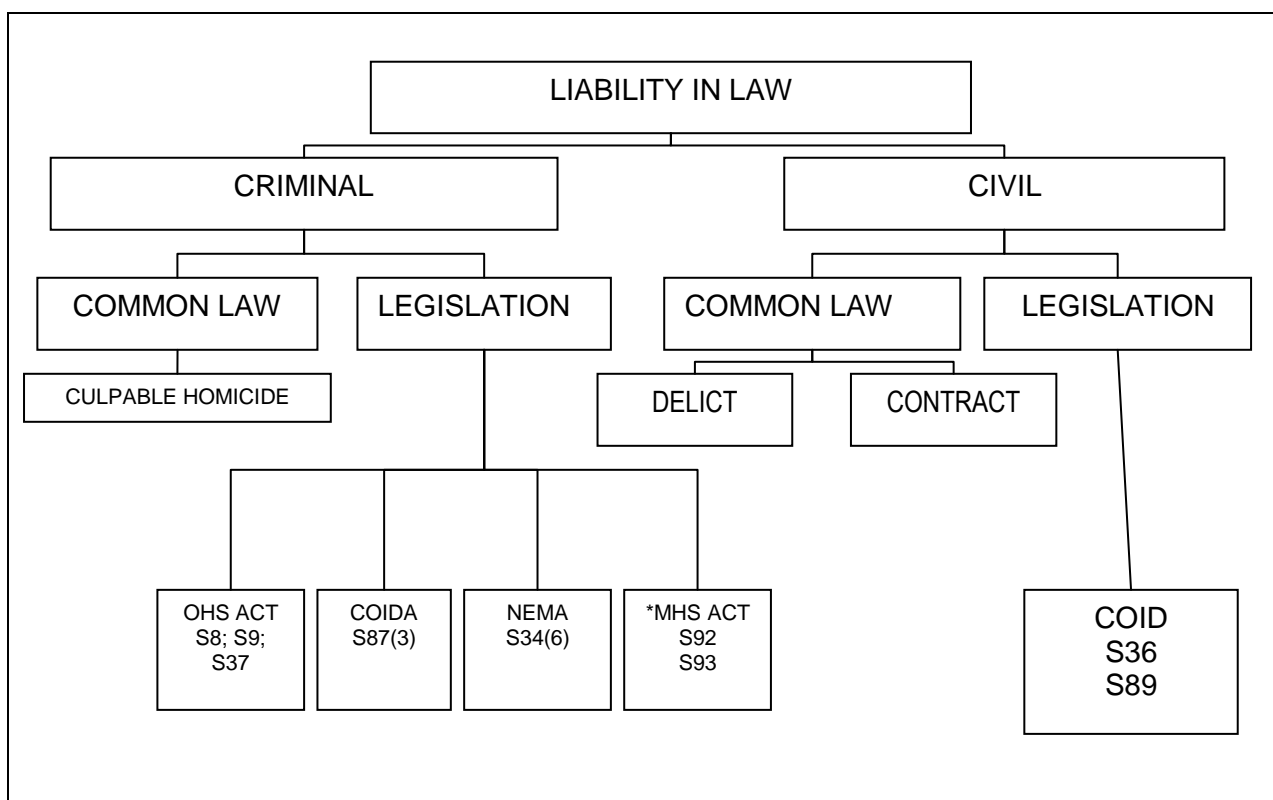 LIABILITY IN LAW
CRIMINAL
CIVIL
COMMON LAW
LEGISLATION
COMMON LAW
LEGISLATION
CULPABLE HOMICIDE
DELICT
CONTRACT
OHS ACT
S8; S9;
S37
COIDA
S87(3)
NEMA
S34(6)
*MHS ACT
S92
S93
COID
S36
S89